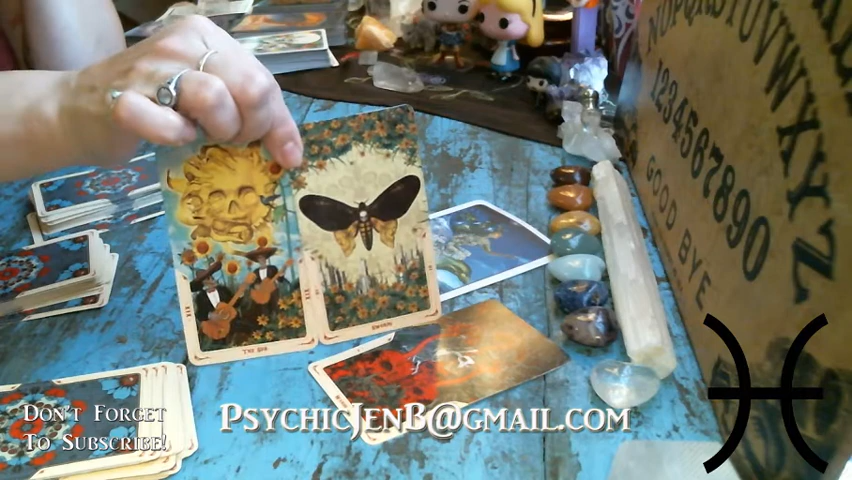 NOPQRSTUVWXYZ
1234567890
GOOD BYE
THE SUN
Don't Forget
To Subscribe!
PsychicJenB@gmail.com